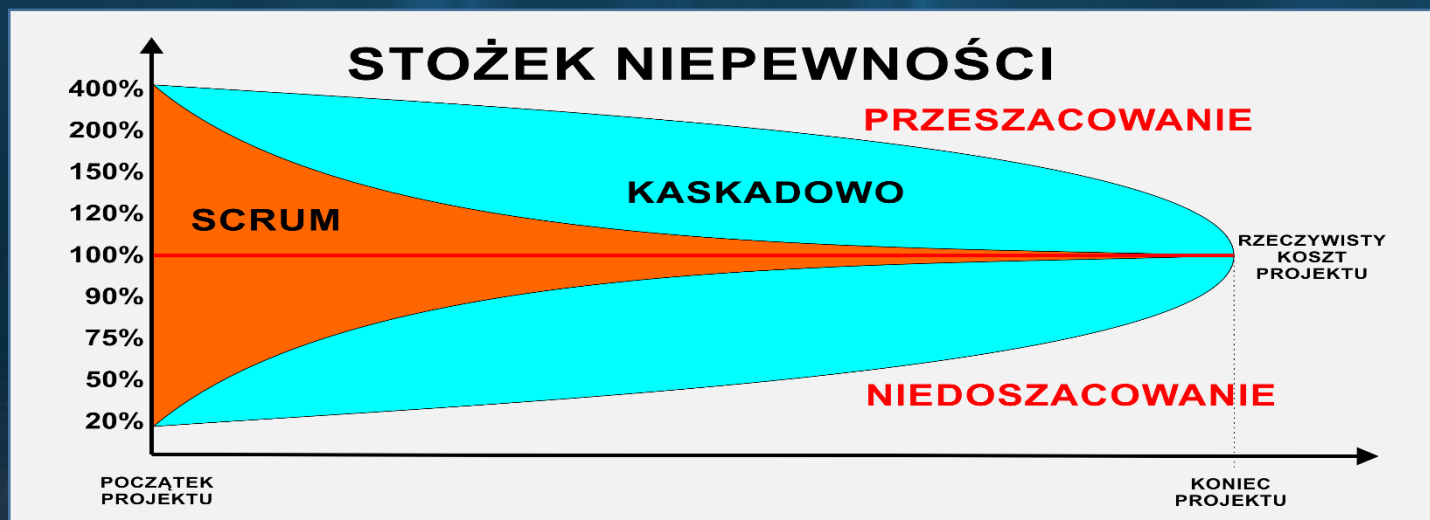 STOŻEK NIEPEWNOŚCI
400%
200%
150%
120%
100%
90%
75%
50%
20%
PRZESZACOWANIE
KASKADOWO
SCRUM
RZECZYWISTY
KOSZT
PROJEKTU
NIEDOSZACOWANIE
POCZĄTEK
PROJEKTU
KONIEC
PROJEKTU